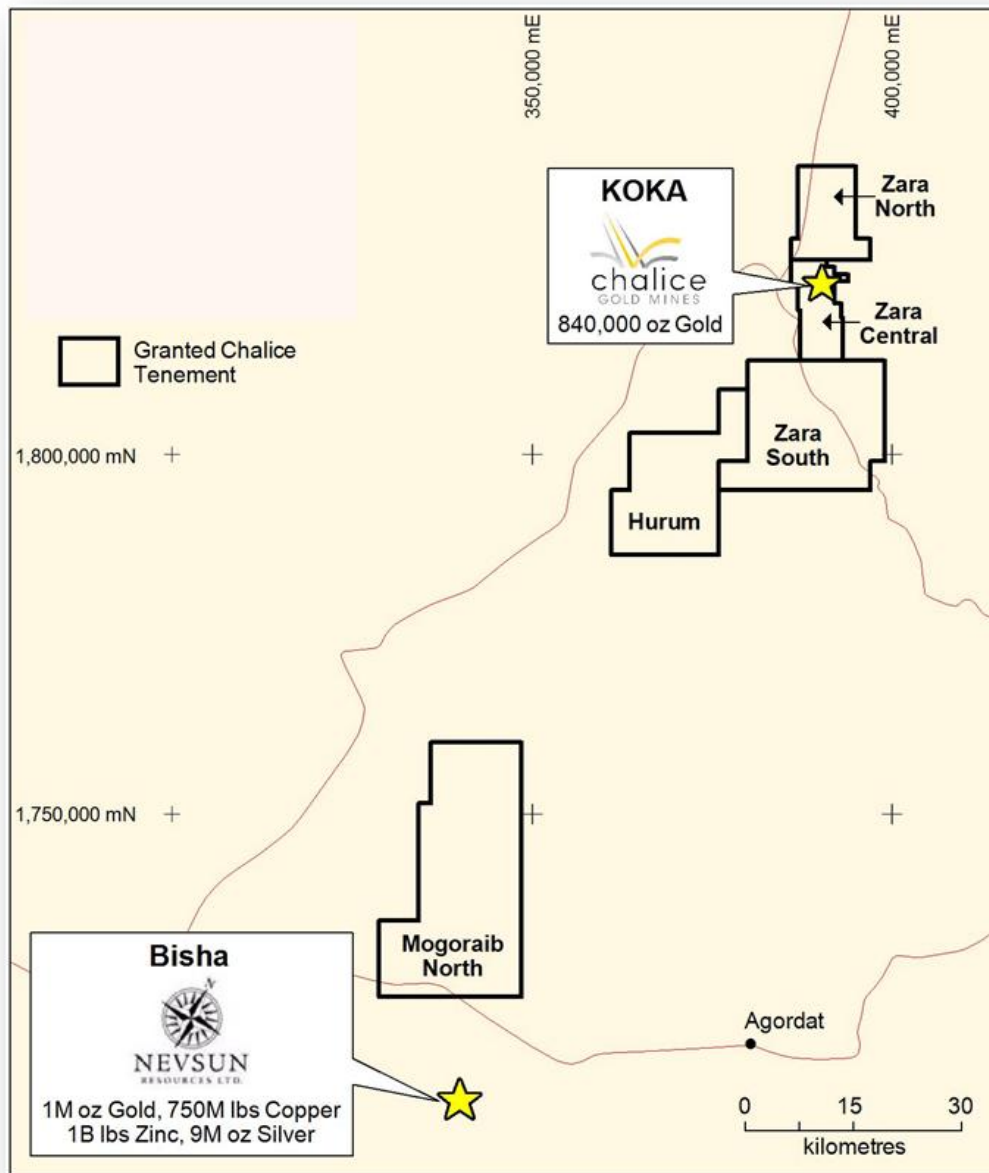 350,000 mE
400,000 mE
KOKA
chalice
GOLD MINES
840,000 oz Gold
Zara
North
Zara
Central
Granted Chalice
Tenement
1,800,000 mN
Zara
South
Hurum
1,750,000 mN
Mogoraib
North
Bisha
N
NEVSUN
RESOURCES LTD.
1M oz Gold, 750M lbs Copper
1B lbs Zinc, 9M oz Silver
Agordat
0 15 30
kilometres